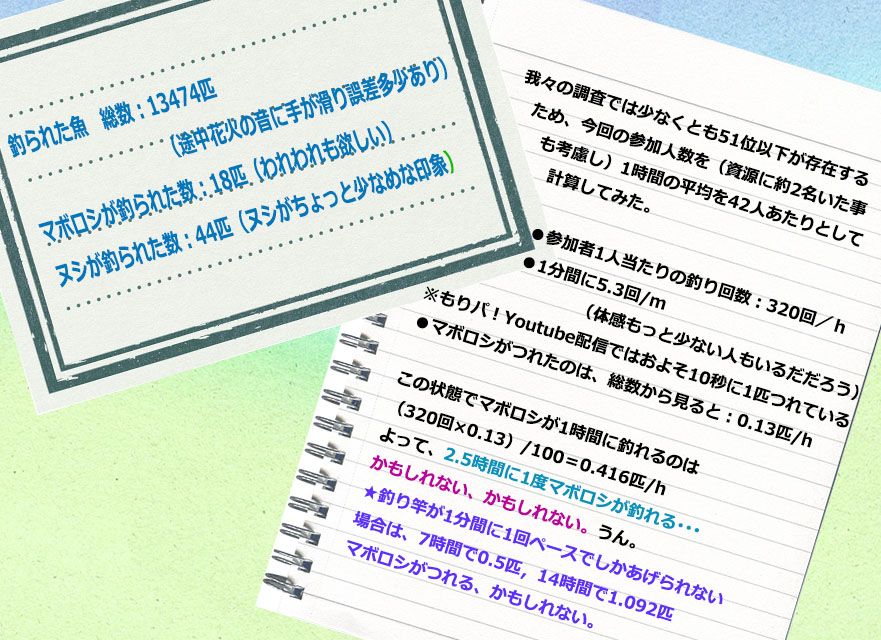 釣られた魚　総数：13474匹
（途中花火の音に手が滑り誤差多少あり）
マボロシが釣られた数：18匹（われわれも欲しい）
ヌシが釣られた数：44匹（ヌシがちょっと少なめな印象）
我々の調査では少なくとも51位以下が存在する
ため、今回の参加人数を（資源に約2名いた事
も考慮し）1時間の平均を42人あたりとして
計算してみた。
●参加者1人当たりの釣り回数：320回／h
●1分間に5.3回/m
（体感もっと少ない人もいるだだろう）
※もりパ！Youtube配信ではおよそ10秒に1匹つれている
●マボロシがつれたのは、総数から見ると：0.13匹/h
この状態でマボロシが1時間に釣れるのは
（320回×0.13）/100＝0.416匹/h
よって、2.5時間に1度マボロシが釣れる･･･
かもしれない、かもしれない。うん。
★釣り竿が1分間に1回ペースでしかあげられない
場合は、7時間で0.5匹，14時間で1.092匹
マボロシがつれる、かもしれない。